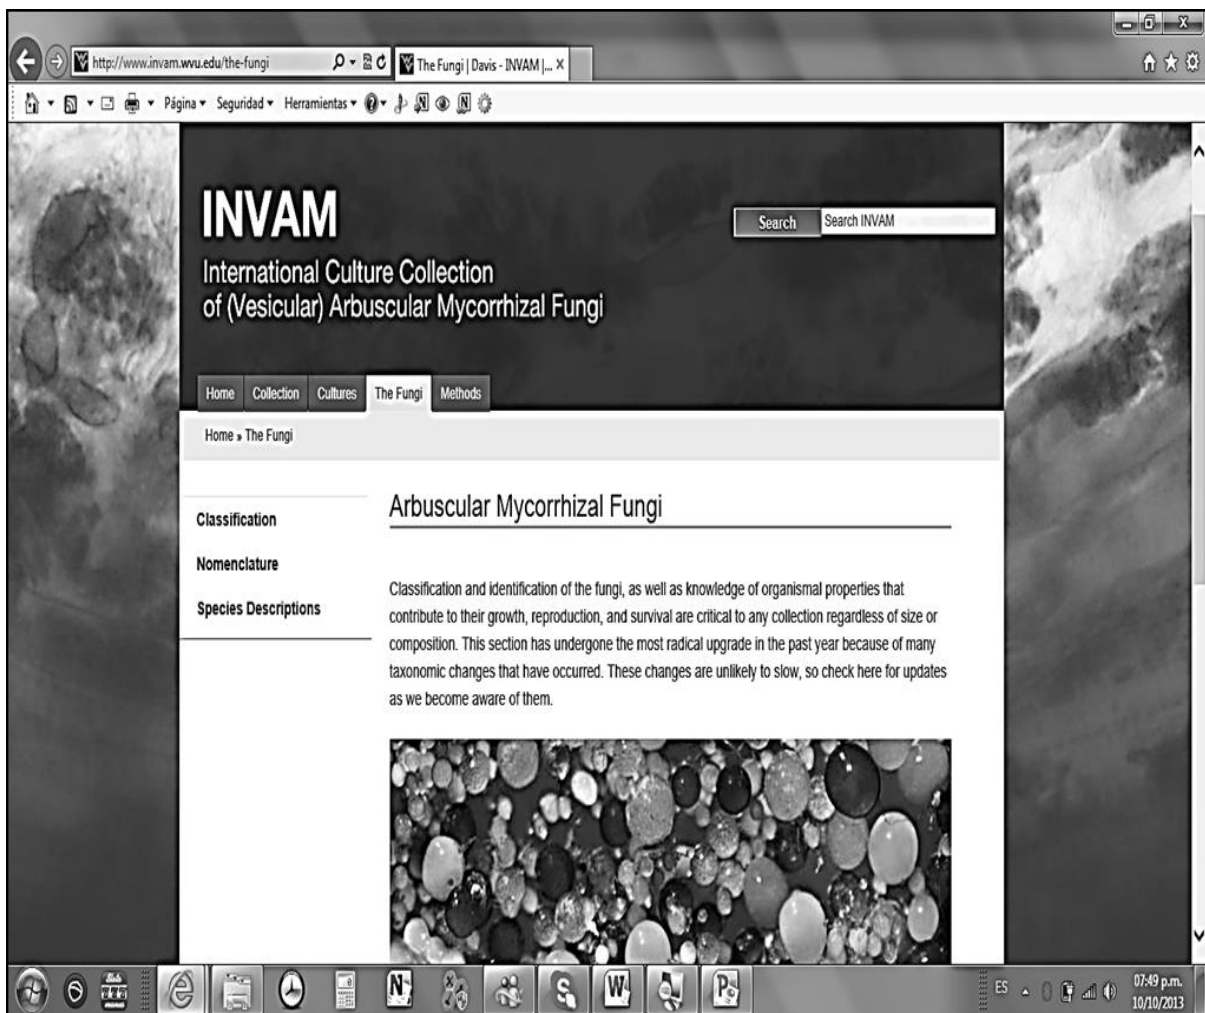 http://www.invam.wvu.edu/the-fungi
The Fungi | Davis - INVAM |... X
Página Seguridad Herramientas
INVAM
International Culture Collection
of (Vesicular) Arbuscular Mycorrhizal Fungi
Search Search INVAM
Home Collection Cultures The Fungi Methods
Home » The Fungi
Classification
Nomenclature
Species Descriptions
Arbuscular Mycorrhizal Fungi
Classification and identification of the fungi, as well as knowledge of organismal properties that
contribute to their growth, reproduction, and survival are critical to any collection regardless of size or
composition. This section has undergone the most radical upgrade in the past year because of many
taxonomic changes that have occurred. These changes are unlikely to slow, so check here for updates
as we become aware of them.
ES
07:49 p.m.
10/10/2013